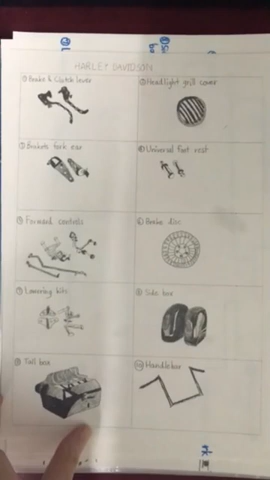 HARLEY DAVIDSON
① Brake & Clutch lever
② Headlight grill cover
③ Brakets fork ear
④ Universal foot rest
⑤ Forward controls
⑥ Brake disc
⑦ Lowering kits
⑧ Side box
⑨ Tail box
⑩ Handlebar